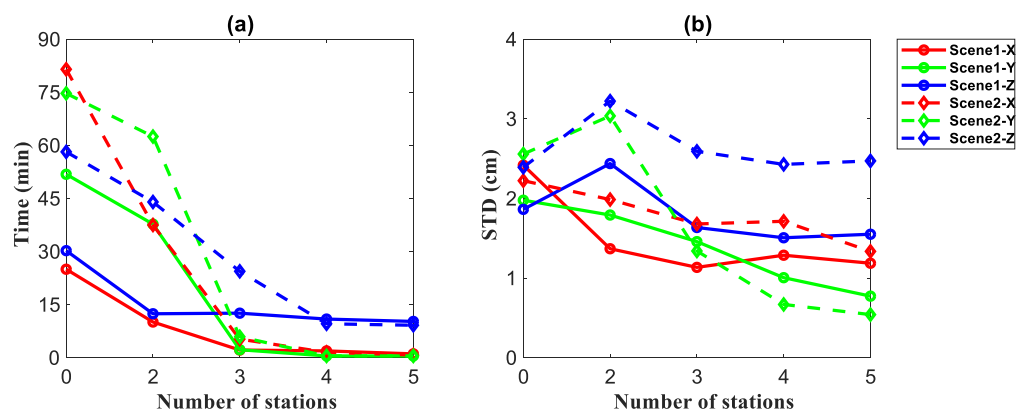 (a)
90
75
60
45
30
15
0
Time (min)
0 2 3 4 5
Number of stations
(b)
4
3
2
1
0
STD (cm)
0 2 3 4 5
Number of stations
Scene1-X
Scene1-Y
Scene1-Z
Scene2-X
Scene2-Y
Scene2-Z